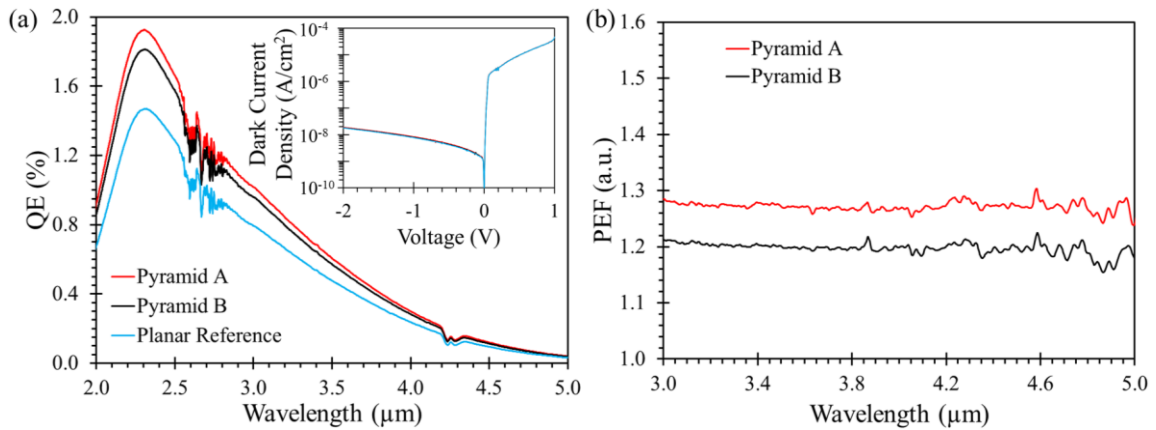 (a)
2.0
1.6
1.2
0.8
0.4
0.0
QE (%)
2.0 2.5 3.0 3.5 4.0 4.5 5.0
Wavelength (µm)
Pyramid A
Pyramid B
Planar Reference
Dark Current
Density (A/cm²)
10⁻⁴
10⁻⁶
10⁻⁸
10⁻¹⁰
-2 -1 0 1
Voltage (V)
(b)
1.6
1.5
1.4
1.3
1.2
1.1
1.0
PEF (a.u.)
Pyramid A
Pyramid B
3.0 3.4 3.8 4.2 4.6 5.0
Wavelength (µm)